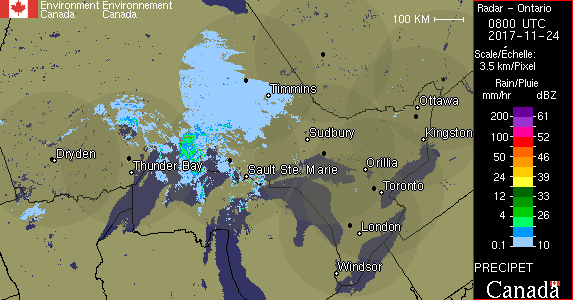 Environment Environnement
Canada Canada
100 KM
Timmins
Ottawa
Sudbury
Kingston
Dryden
Thunder Bay
Sault Ste. Marie
Orillia
Toronto
London
Windsor
Radar - Ontario
0800 UTC
2017-11-24
Scale/Échelle:
3.5 km/Pixel
Rain/Pluie
mm/hr dBZ
200 61
100 52
50 46
24 39
12 33
4 26
0.1 10
PRECIPET
Canada